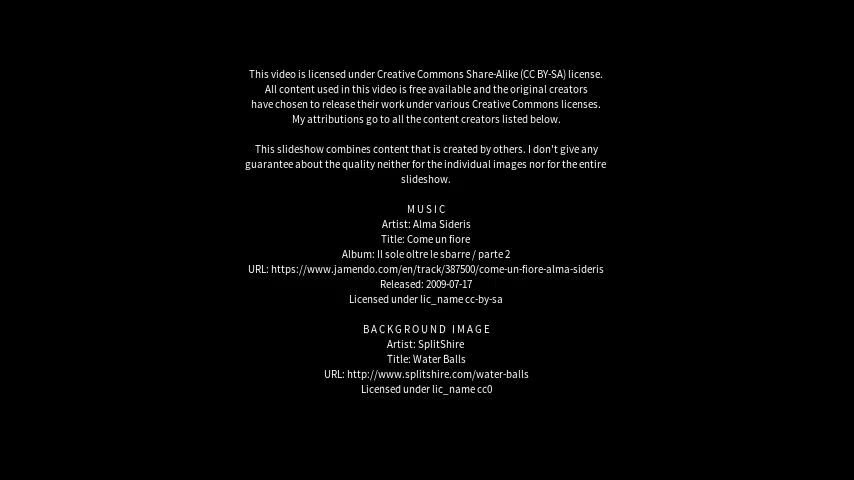 This video is licensed under Creative Commons Share-Alike (CC BY-SA) license.
All content used in this video is free available and the original creators
have chosen to release their work under various Creative Commons licenses.
My attributions go to all the content creators listed below.
This slideshow combines content that is created by others. I don't give any
guarantee about the quality neither for the individual images nor for the entire
slideshow.
MUSIC
Artist: Alma Sideris
Title: Come un fiore
Album: Il sole oltre le sbarre / parte 2
URL: https://www.jamendo.com/en/track/387500/come-un-fiore-alma-sideris
Released: 2009-07-17
Licensed under lic_name cc-by-sa
BACKGROUND IMAGE
Artist: SplitShire
Title: Water Balls
URL: http://www.splitshire.com/water-balls
Licensed under lic_name cc0